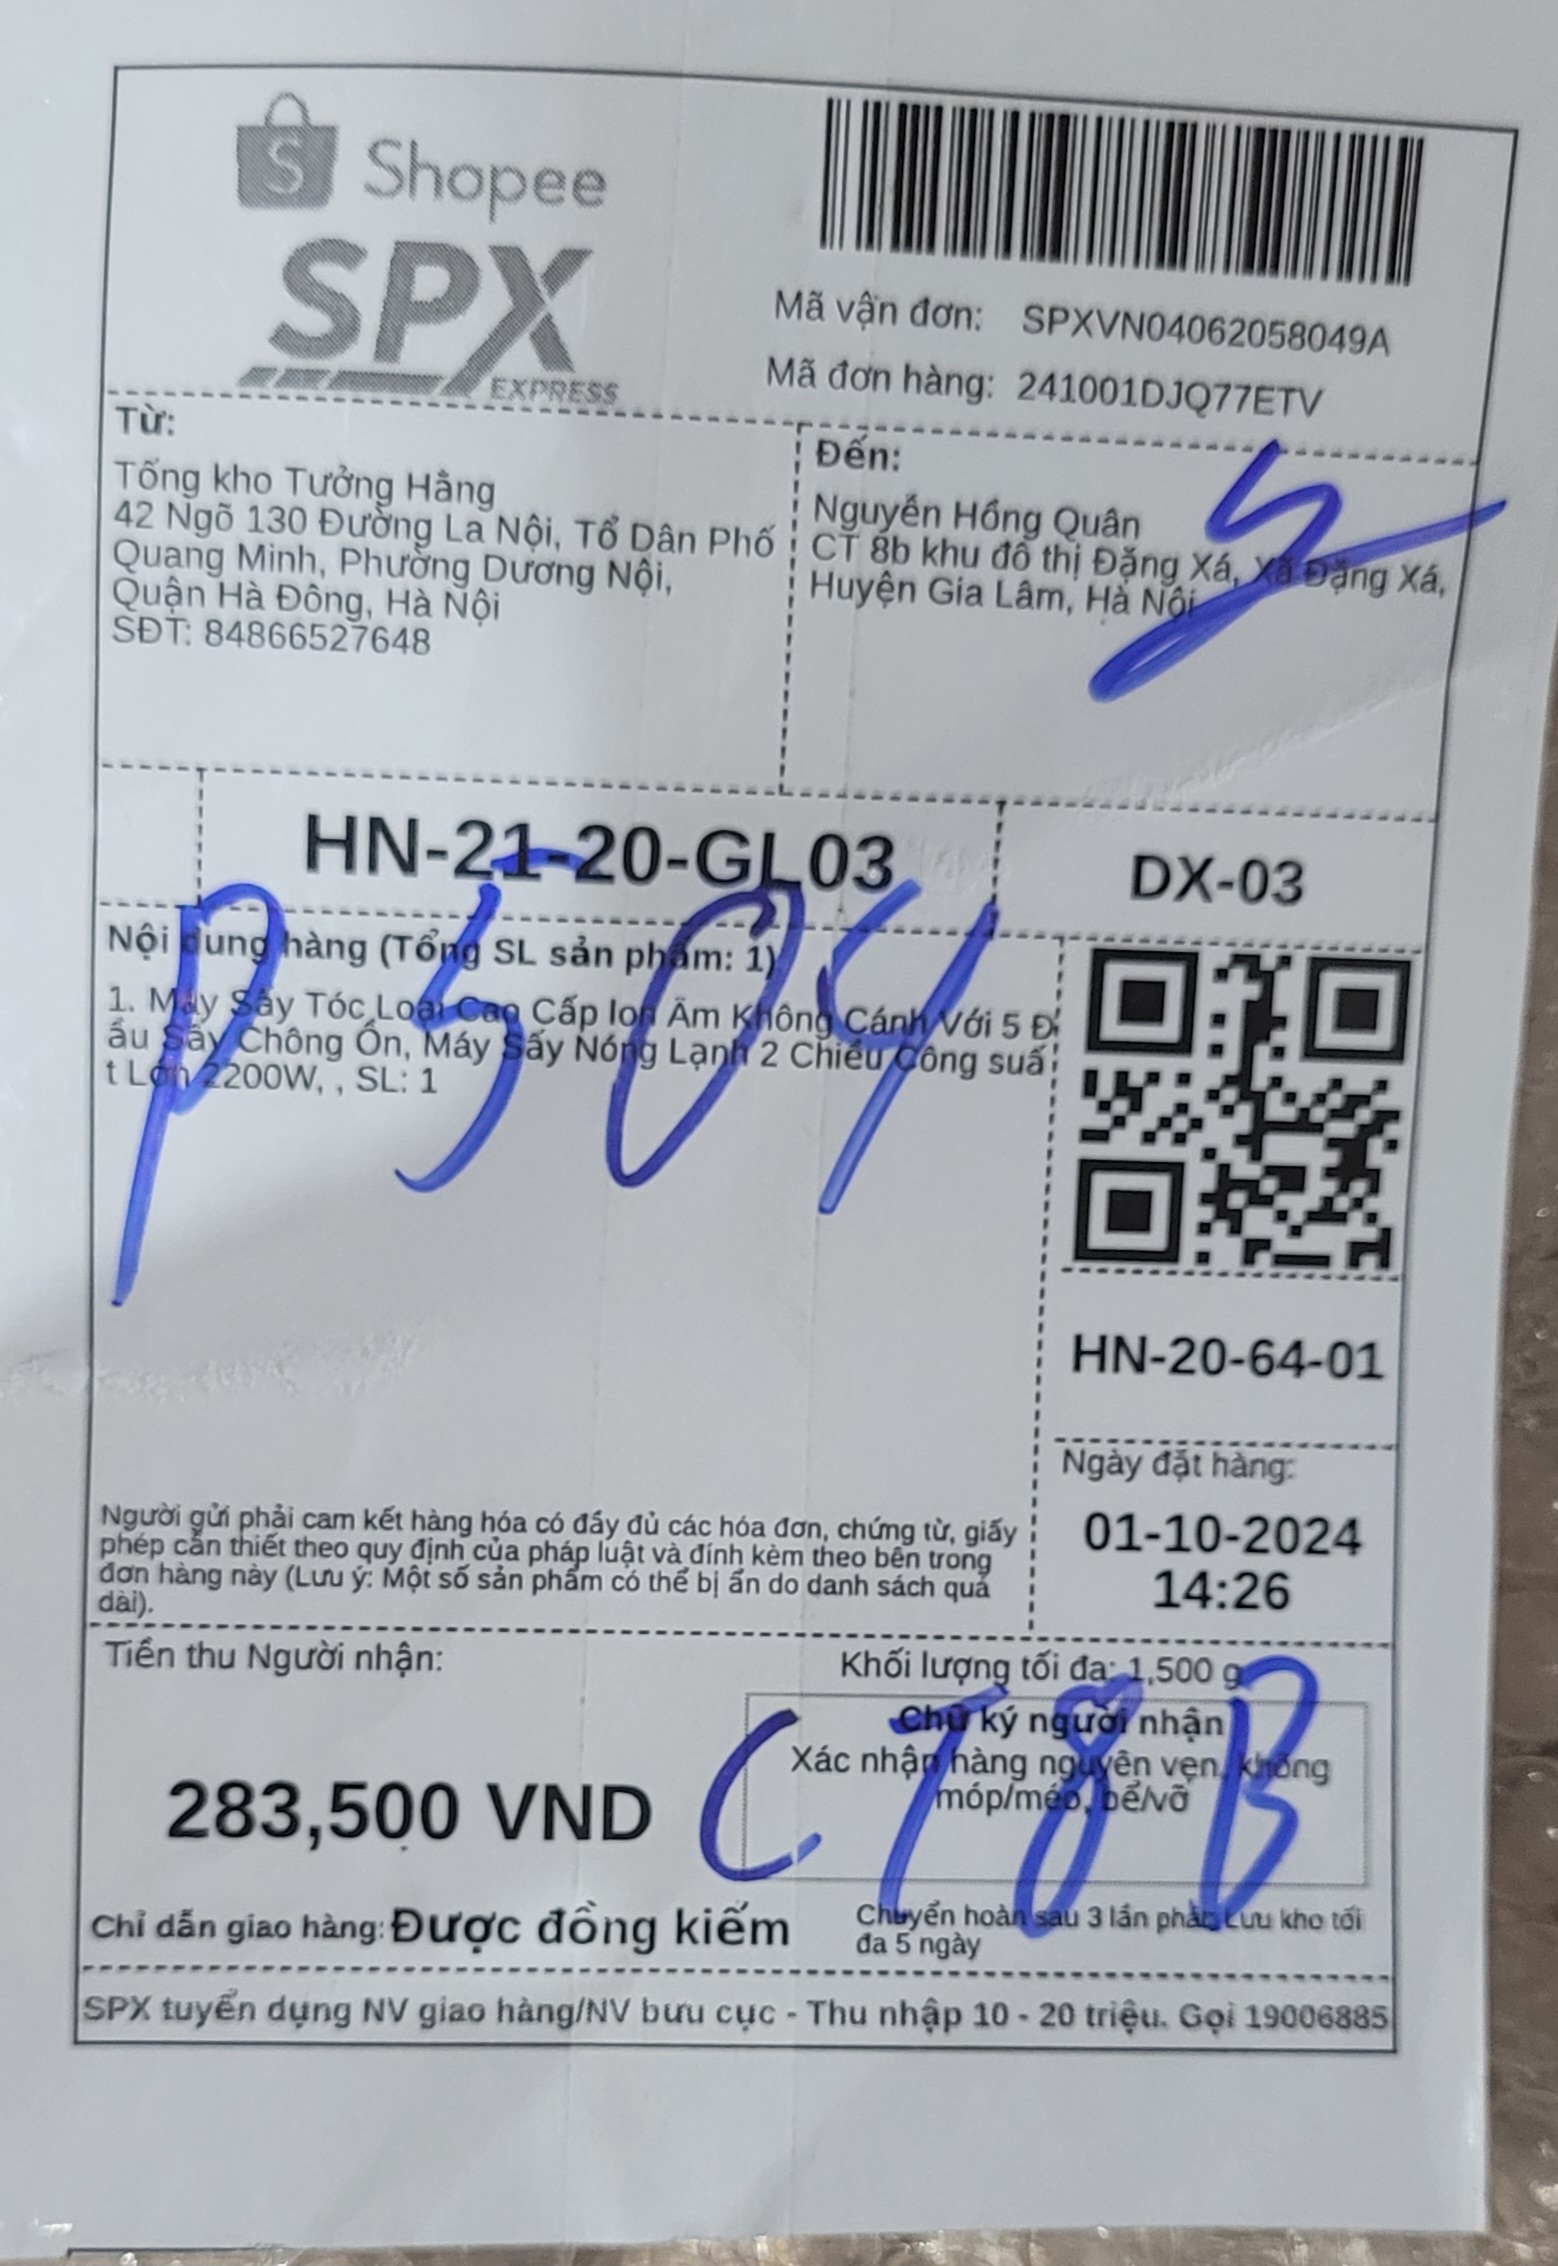 Shopee
SPX
EXPRESS
Mã vận đơn: SPXVN04062058049A
Mã đơn hàng: 241001DJQ77ETV
Từ:
Tổng kho Tưởng Hằng
42 Ngõ 130 Đường La Nội, Tổ Dân Phố
Quang Minh, Phường Dương Nội,
Quận Hà Đông, Hà Nội
SĐT: 84866527648
Đến:
Nguyễn Hồng Quân
CT 8b khu đô thị Đặng Xá, Xã Đặng Xá,
Huyện Gia Lâm, Hà Nội
HN-21-20-GL03
DX-03
P504
Nội dung hàng (Tổng SL sản phẩm: 1)
1. Máy Sấy Tóc Loại Cao Cấp Ion Âm Không Cánh Với 5 Đ
ầu Sấy Chông Ồn, Máy Sấy Nóng Lạnh 2 Chiều Công suấ
t Lớn 2200W, , SL: 1
HN-20-64-01
Ngày đặt hàng:
01-10-2024
14:26
Người gửi phải cam kết hàng hóa có đầy đủ các hóa đơn, chứng từ, giấy
phép cần thiết theo quy định của pháp luật và đính kèm theo bên trong
đơn hàng này (Lưu ý: Một số sản phẩm có thể bị ẩn do danh sách quá
dài).
Tiền thu Người nhận:
283,500 VND
Khối lượng tối đa: 1,500 g
Chữ ký người nhận
Xác nhận hàng nguyên vẹn, không
móp/méo, bể/vỡ
CT8B
Chỉ dẫn giao hàng: Được đồng kiểm
Chuyển hoàn sau 3 lần phát; Lưu kho tối
đa 5 ngày
SPX tuyển dụng NV giao hàng/NV bưu cục - Thu nhập 10 - 20 triệu. Gọi 19006885